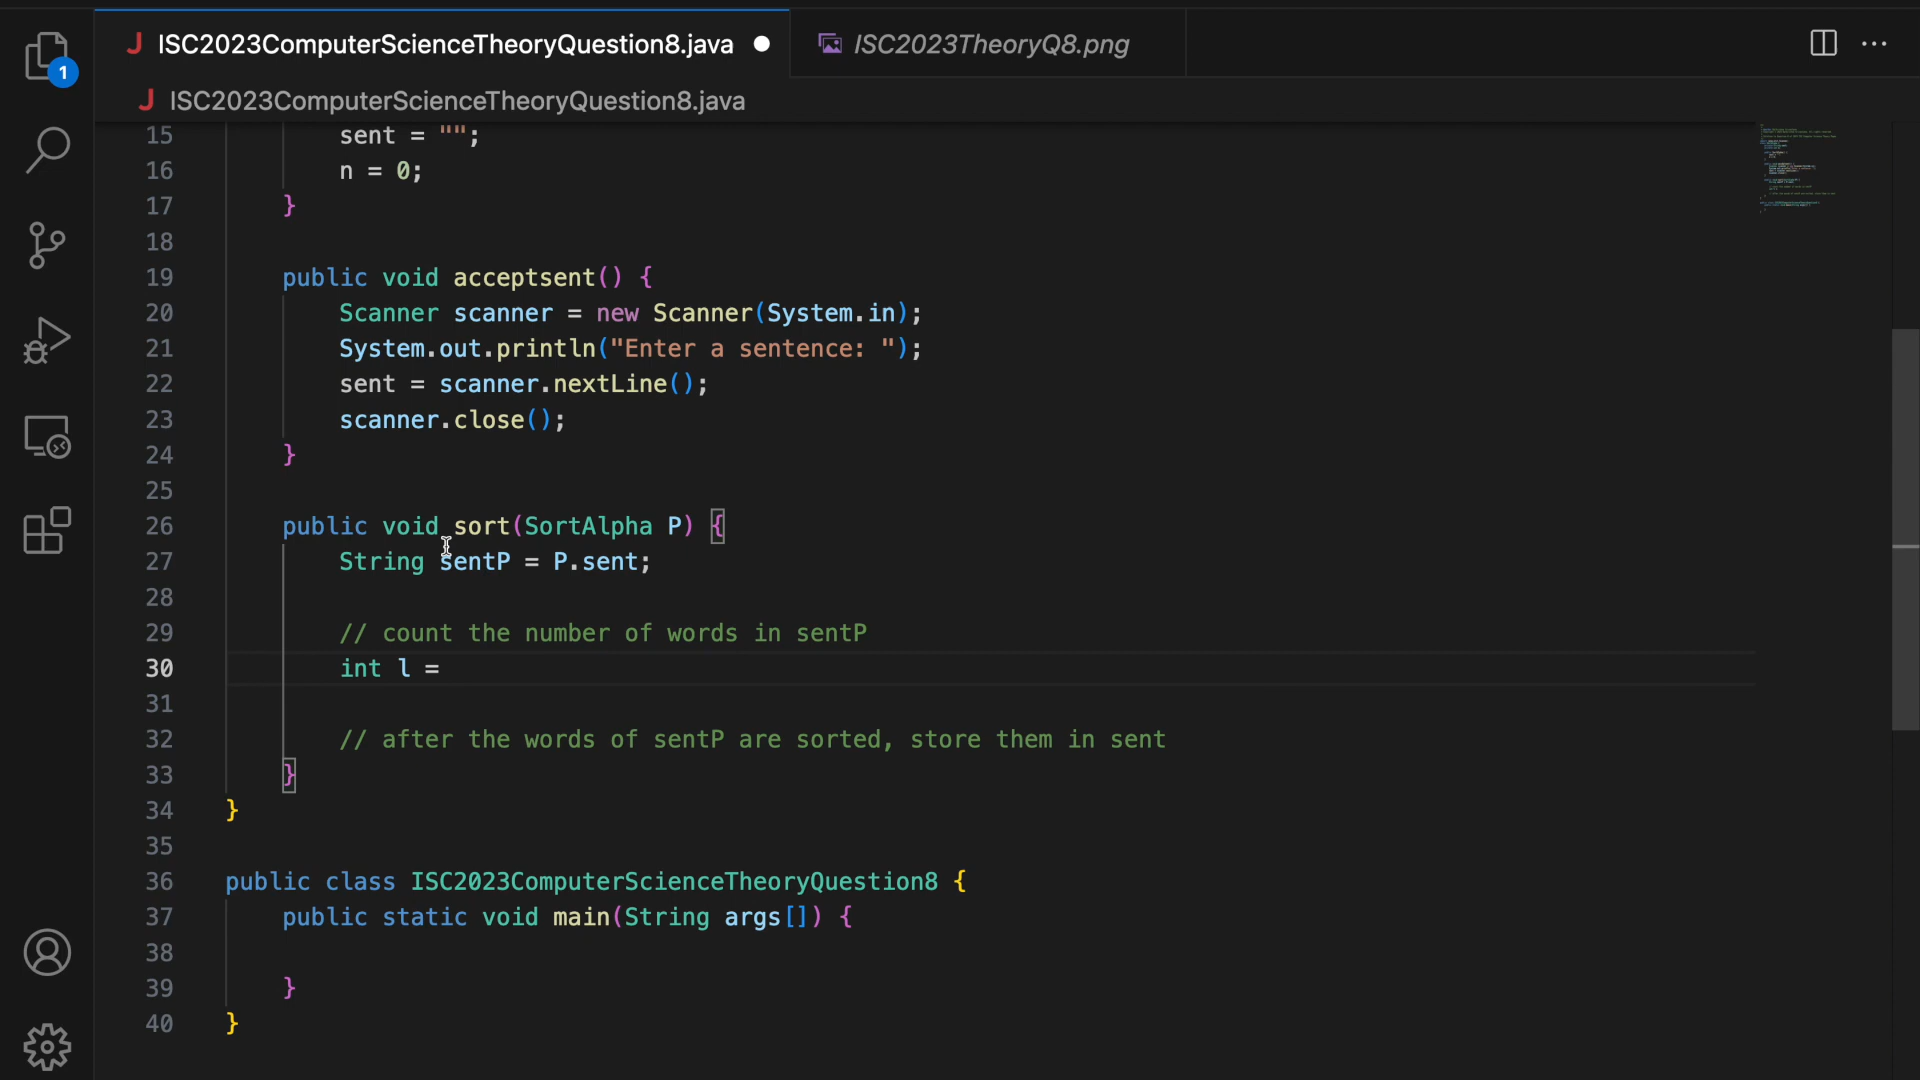 ISC2023ComputerScienceTheoryQuestion8.java
ISC2023TheoryQ8.png
1
ISC2023ComputerScienceTheoryQuestion8.java
15 sent = "";
16 n = 0;
17 }
18
19 public void acceptsent() {
20 Scanner scanner = new Scanner(System.in);
21 System.out.println("Enter a sentence: ");
22 sent = scanner.nextLine();
23 scanner.close();
24 }
25
26 public void sort(SortAlpha P) {
27 String sentP = P.sent;
28
29 // count the number of words in sentP
30 int l =
31
32 // after the words of sentP are sorted, store them in sent
33 }
34 }
35
36 public class ISC2023ComputerScienceTheoryQuestion8 {
37 public static void main(String args[]) {
38
39 }
40 }